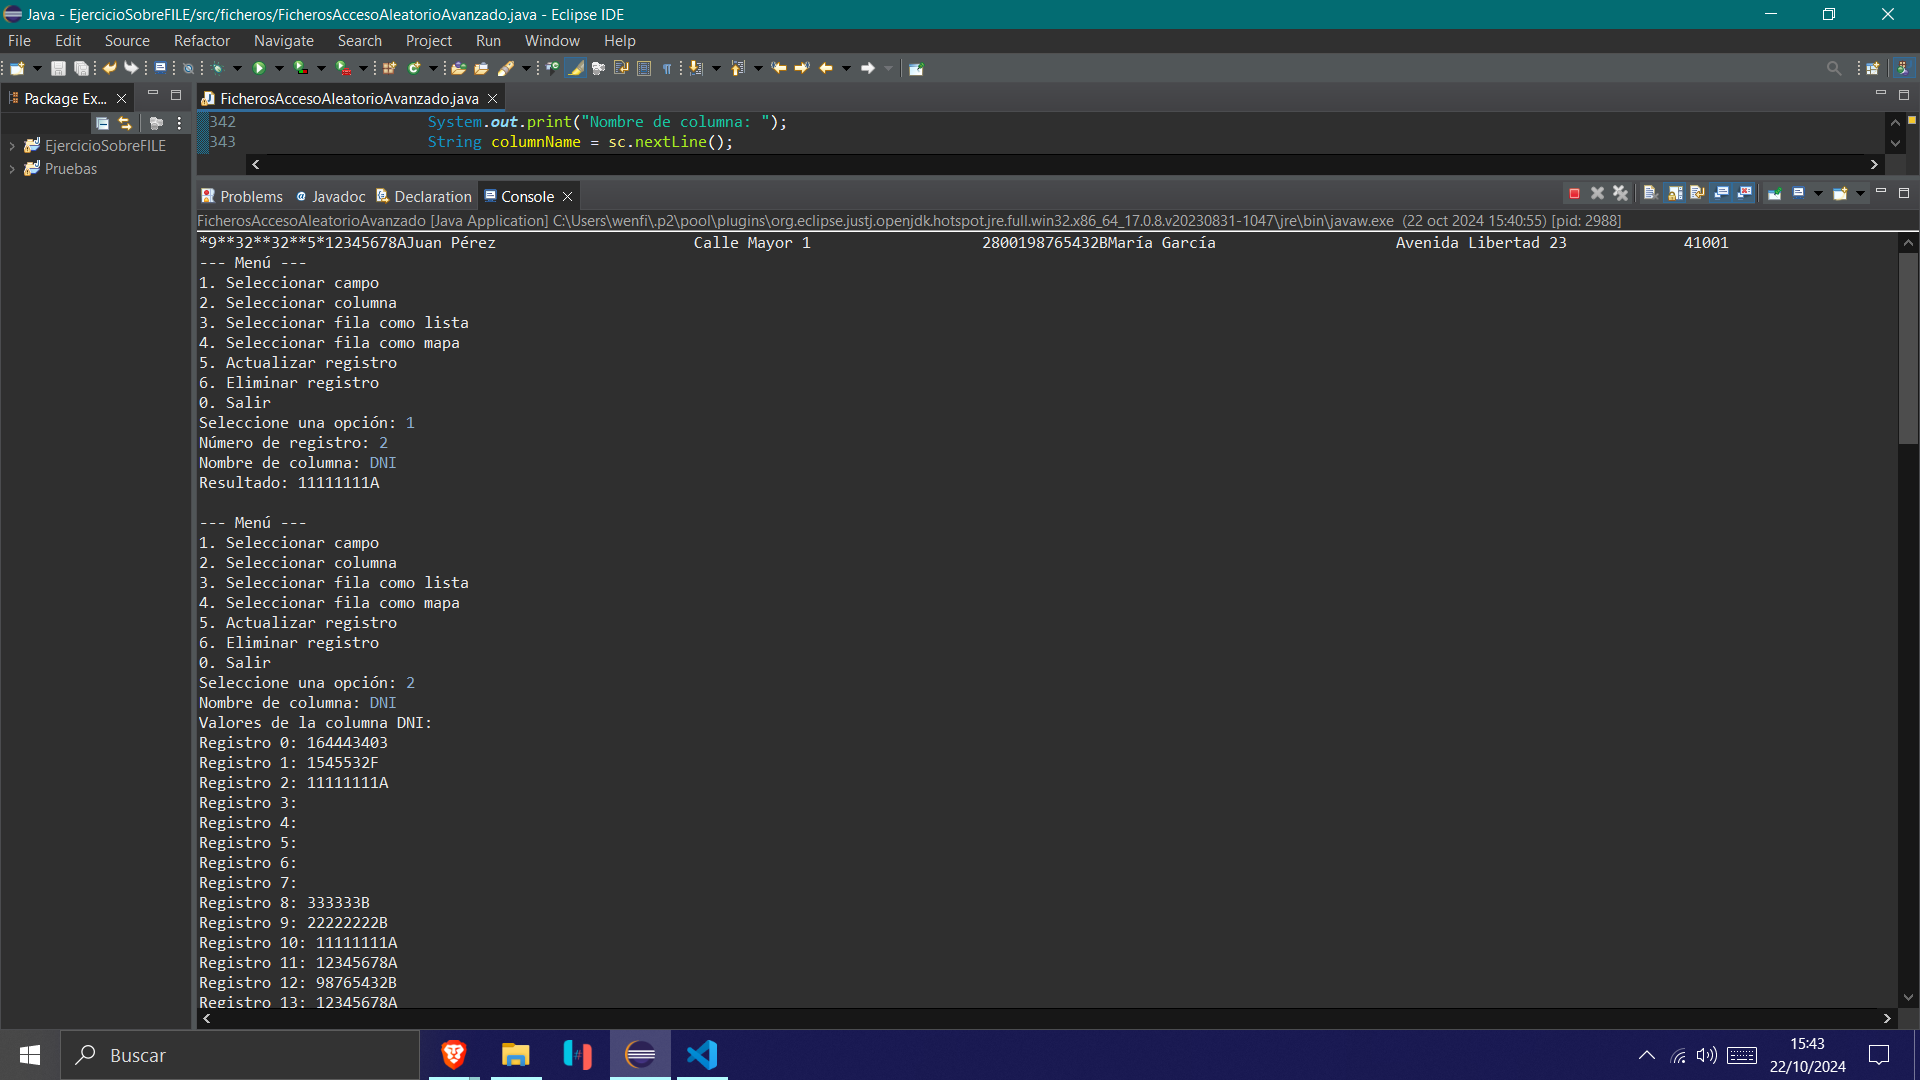 Java - EjercicioSobreFILE/src/ficheros/FicherosAccesoAleatorioAvanzado.java - Eclipse IDE
File Edit Source Refactor Navigate Search Project Run Window Help
Package Ex...
FicherosAccesoAleatorioAvanzado.java
342 System.out.print("Nombre de columna: ");
343 String columnName = sc.nextLine();
EjercicioSobreFILE
Pruebas
Problems Javadoc Declaration Console
FicherosAccesoAleatorioAvanzado [Java Application] C:\Users\wenfi\.p2\pool\plugins\org.eclipse.justj.openjdk.hotspot.jre.full.win32.x86_64_17.0.8.v20230831-1047\jre\bin\javaw.exe (22 oct 2024 15:40:55) [pid: 2988]
*9**32**32**5*12345678AJuan Pérez                      Calle Mayor 1                   2800198765432BMaría García                    Avenida Libertad 23             41001
--- Menú ---
1. Seleccionar campo
2. Seleccionar columna
3. Seleccionar fila como lista
4. Seleccionar fila como mapa
5. Actualizar registro
6. Eliminar registro
0. Salir
Seleccione una opción: 1
Número de registro: 2
Nombre de columna: DNI
Resultado: 11111111A
--- Menú ---
1. Seleccionar campo
2. Seleccionar columna
3. Seleccionar fila como lista
4. Seleccionar fila como mapa
5. Actualizar registro
6. Eliminar registro
0. Salir
Seleccione una opción: 2
Nombre de columna: DNI
Valores de la columna DNI:
Registro 0: 164443403
Registro 1: 1545532F
Registro 2: 11111111A
Registro 3:
Registro 4:
Registro 5:
Registro 6:
Registro 7:
Registro 8: 333333B
Registro 9: 22222222B
Registro 10: 11111111A
Registro 11: 12345678A
Registro 12: 98765432B
Registro 13: 12345678A
Buscar
15:43
22/10/2024